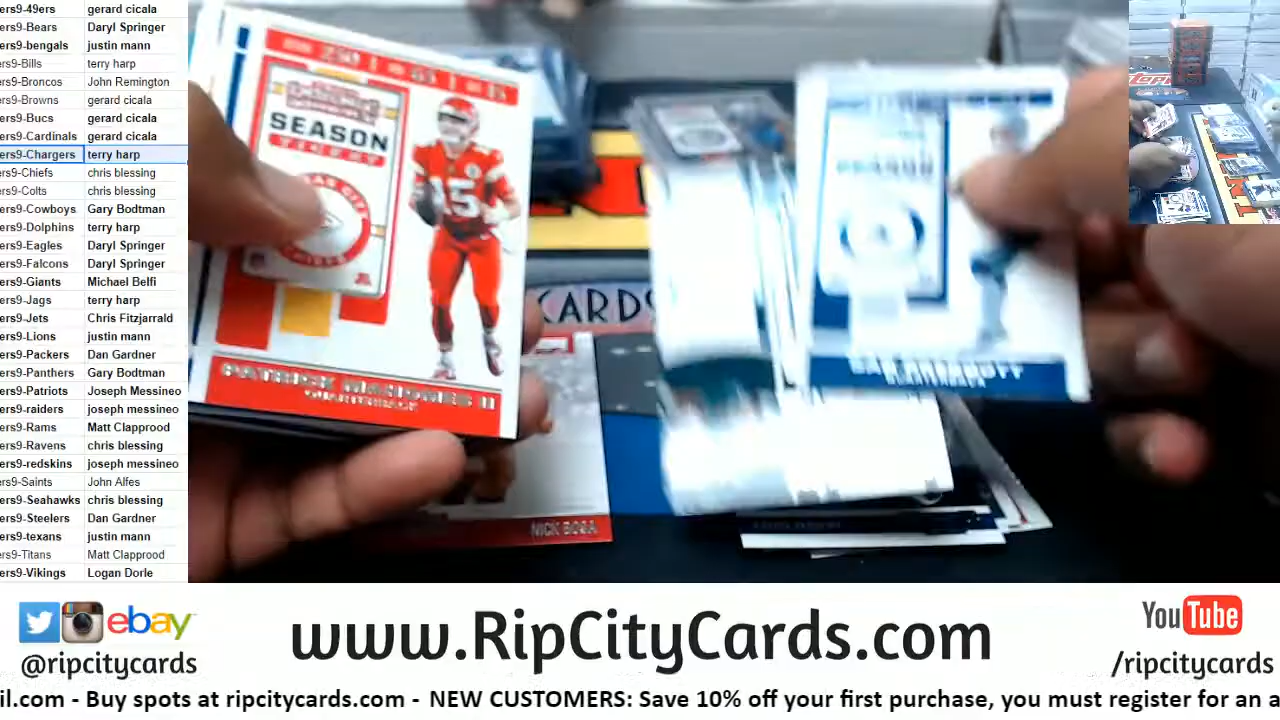 ers9-49ers gerard cicala
ers9-Bears Daryl Springer
ers9-bengals justin mann
ers9-Bills terry harp
ers9-Broncos John Remington
ers9-Browns gerard cicala
ers9-Bucs gerard cicala
ers9-Cardinals gerard cicala
ers9-Chargers terry harp
ers9-Chiefs chris blessing
ers9-Colts chris blessing
ers9-Cowboys Gary Bodtman
ers9-Dolphins terry harp
ers9-Eagles Daryl Springer
ers9-Falcons Daryl Springer
ers9-Giants Michael Belfi
ers9-Jags terry harp
ers9-Jets Chris Fitzjarrald
ers9-Lions justin mann
ers9-Packers Dan Gardner
ers9-Panthers Gary Bodtman
ers9-Patriots Joseph Messineo
ers9-raiders joseph messineo
ers9-Rams Matt Clapprood
ers9-Ravens chris blessing
ers9-redskins joseph messineo
ers9-Saints John Alfes
ers9-Seahawks chris blessing
ers9-Steelers Dan Gardner
ers9-texans justin mann
ers9-Titans Matt Clapprood
ers9-Vikings Logan Dorle
SEASON
TICKET
PATRICK MAHOMES II
QUARTERBACK
15
SEASON
CARDS
NICK BOSA
ebay
@ripcitycards
www.RipCityCards.com
YouTube
/ripcitycards
il.com - Buy spots at ripcitycards.com - NEW CUSTOMERS: Save 10% off your first purchase, you must register for an a